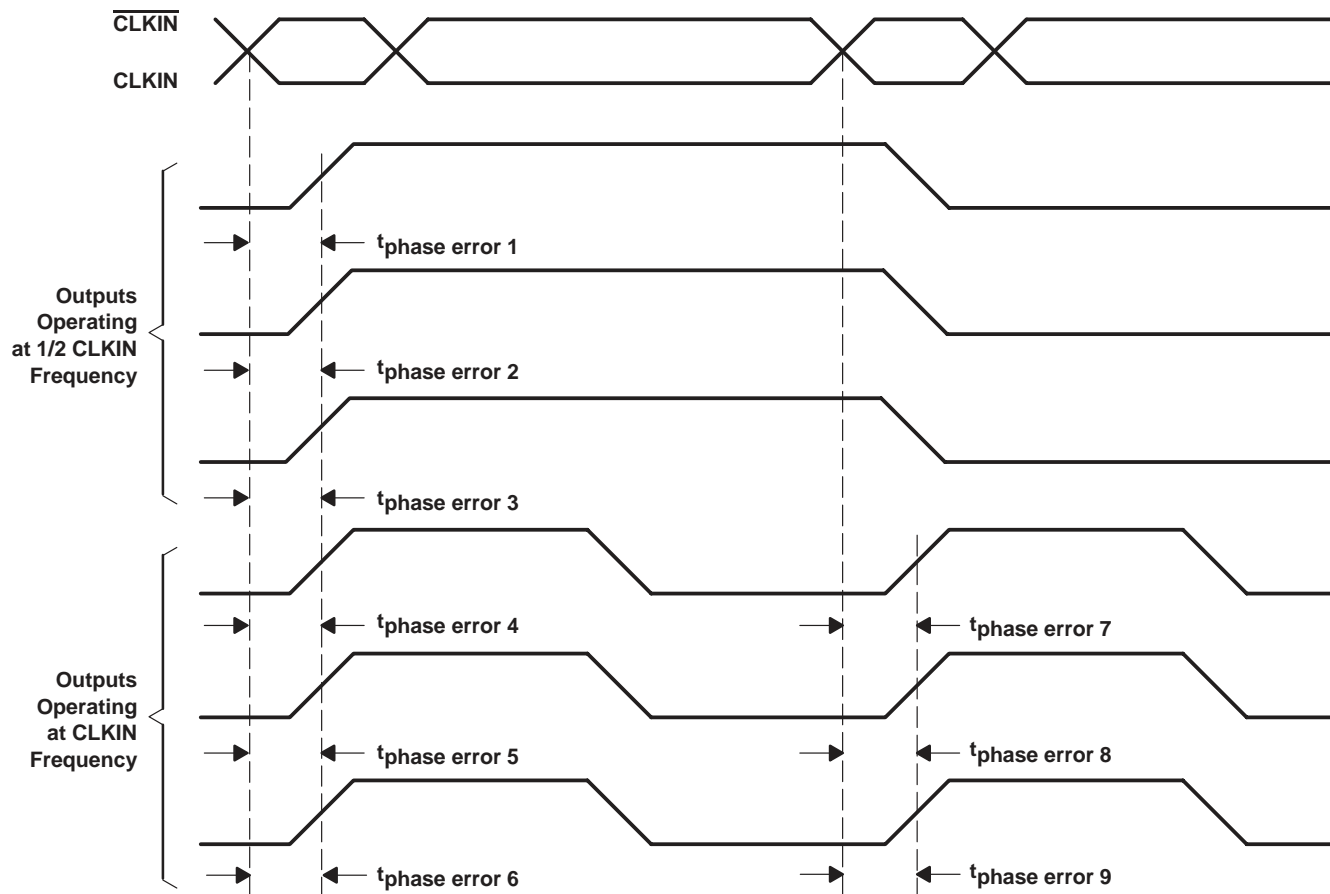 CLKIN
CLKIN
tphase error 1
Outputs
Operating
at 1/2 CLKIN
Frequency
tphase error 2
tphase error 3
tphase error 4
tphase error 7
Outputs
Operating
at CLKIN
Frequency
tphase error 5
tphase error 8
tphase error 6
tphase error 9